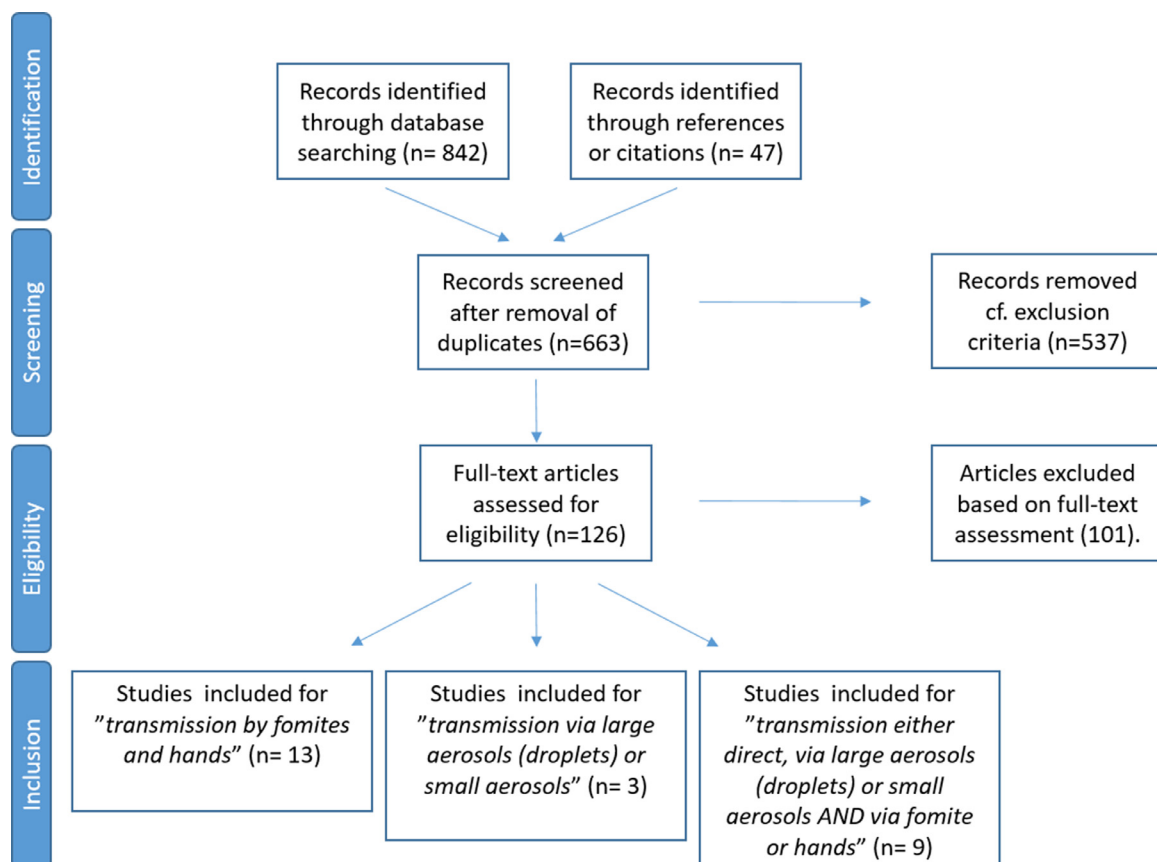 Identification
Records identified
through database
searching (n= 842)
Records identified
through references
or citations (n= 47)
Screening
Records screened
after removal of
duplicates (n=663)
Records removed
cf. exclusion
criteria (n=537)
Eligibility
Full-text articles
assessed for
eligibility (n=126)
Articles excluded
based on full-text
assessment (101).
Inclusion
Studies included for
”transmission by fomites
and hands” (n= 13)
Studies included for
”transmission via large
aerosols (droplets) or
small aerosols” (n= 3)
Studies included for
”transmission either
direct, via large aerosols
(droplets) or small
aerosols AND via fomite
or hands” (n= 9)